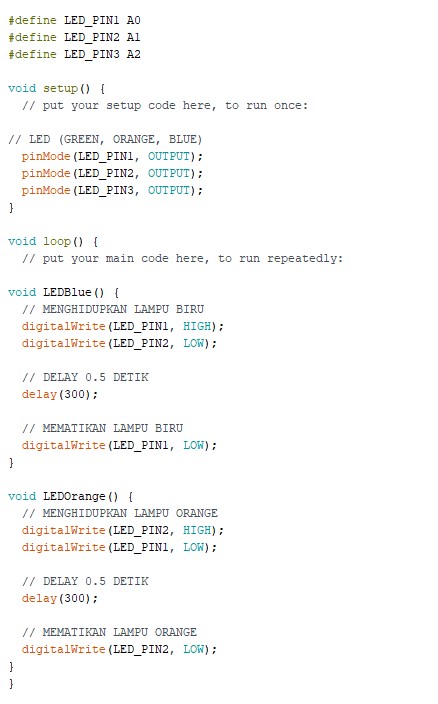 #define LED_PIN1 A0
#define LED_PIN2 A1
#define LED_PIN3 A2

void setup() {
  // put your setup code here, to run once:

// LED (GREEN, ORANGE, BLUE)
  pinMode(LED_PIN1, OUTPUT);
  pinMode(LED_PIN2, OUTPUT);
  pinMode(LED_PIN3, OUTPUT);
}

void loop() {
  // put your main code here, to run repeatedly:

void LEDBlue() {
  // MENGHIDUPKAN LAMPU BIRU
  digitalWrite(LED_PIN1, HIGH);
  digitalWrite(LED_PIN2, LOW);

  // DELAY 0.5 DETIK
  delay(300);

  // MEMATIKAN LAMPU BIRU
  digitalWrite(LED_PIN1, LOW);
}

void LEDOrange() {
  // MENGHIDUPKAN LAMPU ORANGE
  digitalWrite(LED_PIN2, HIGH);
  digitalWrite(LED_PIN1, LOW);

  // DELAY 0.5 DETIK
  delay(300);

  // MEMATIKAN LAMPU ORANGE
  digitalWrite(LED_PIN2, LOW);
}
}